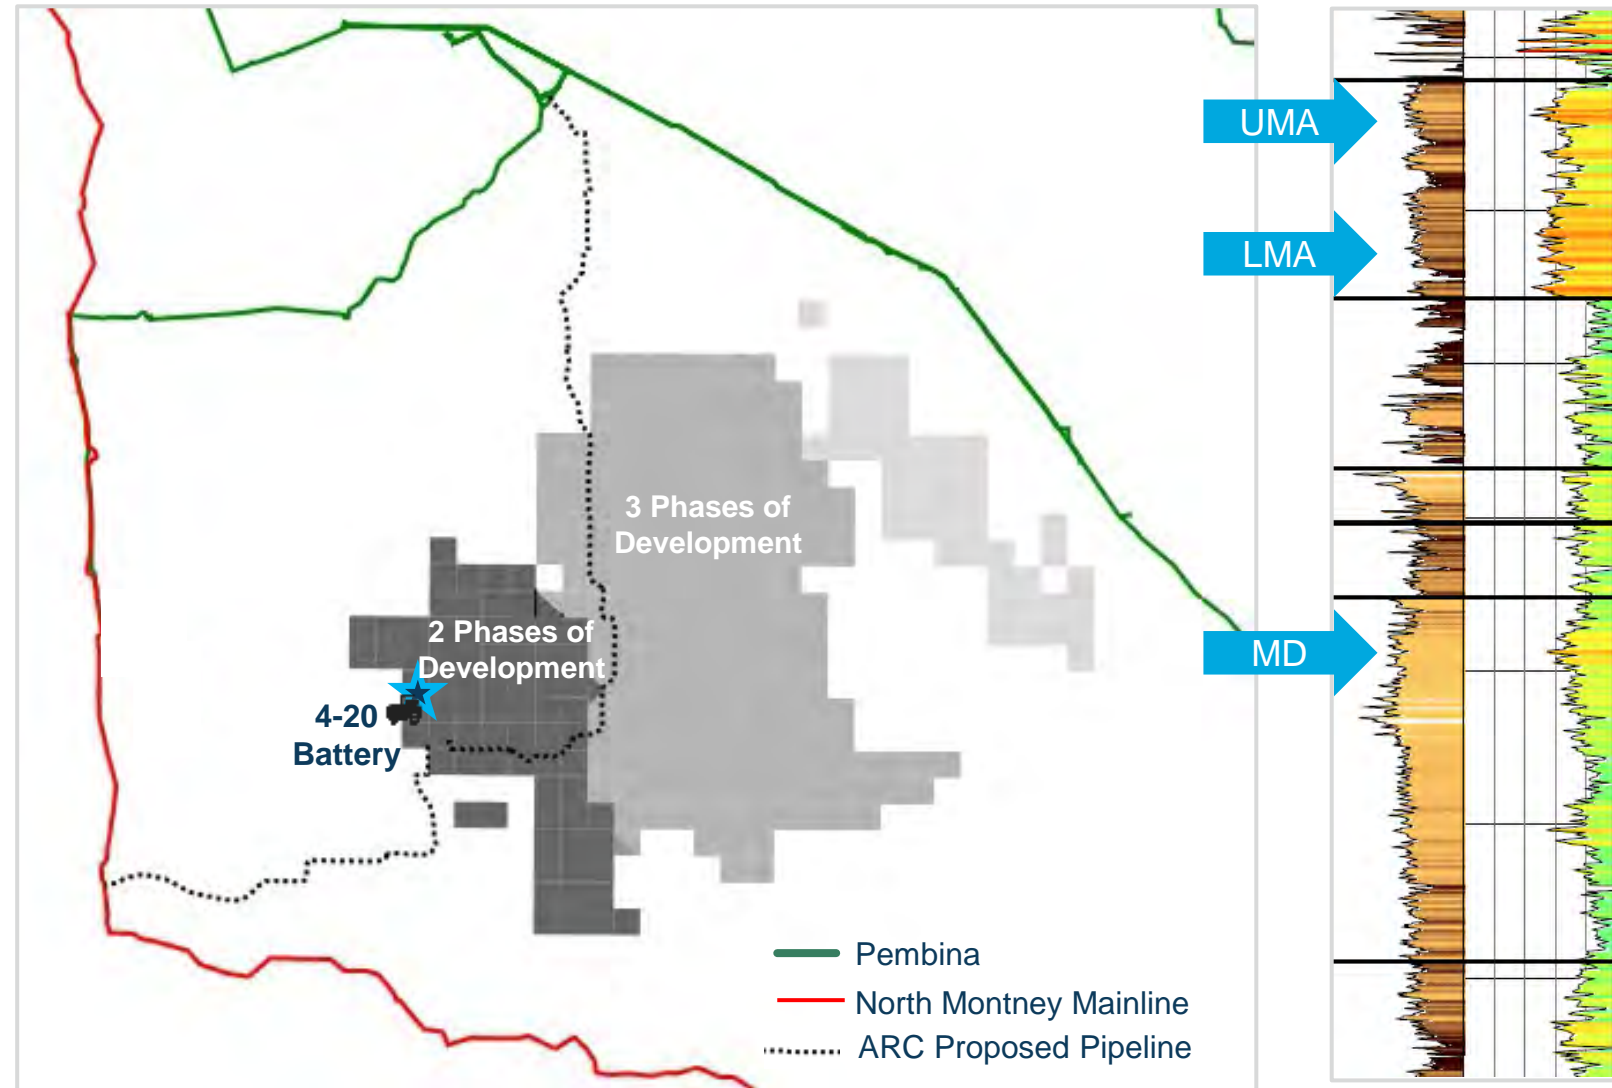 UMA
LMA
3 Phases of
Development
2 Phases of
Development
MD
4-20
Battery
Pembina
North Montney Mainline
ARC Proposed Pipeline